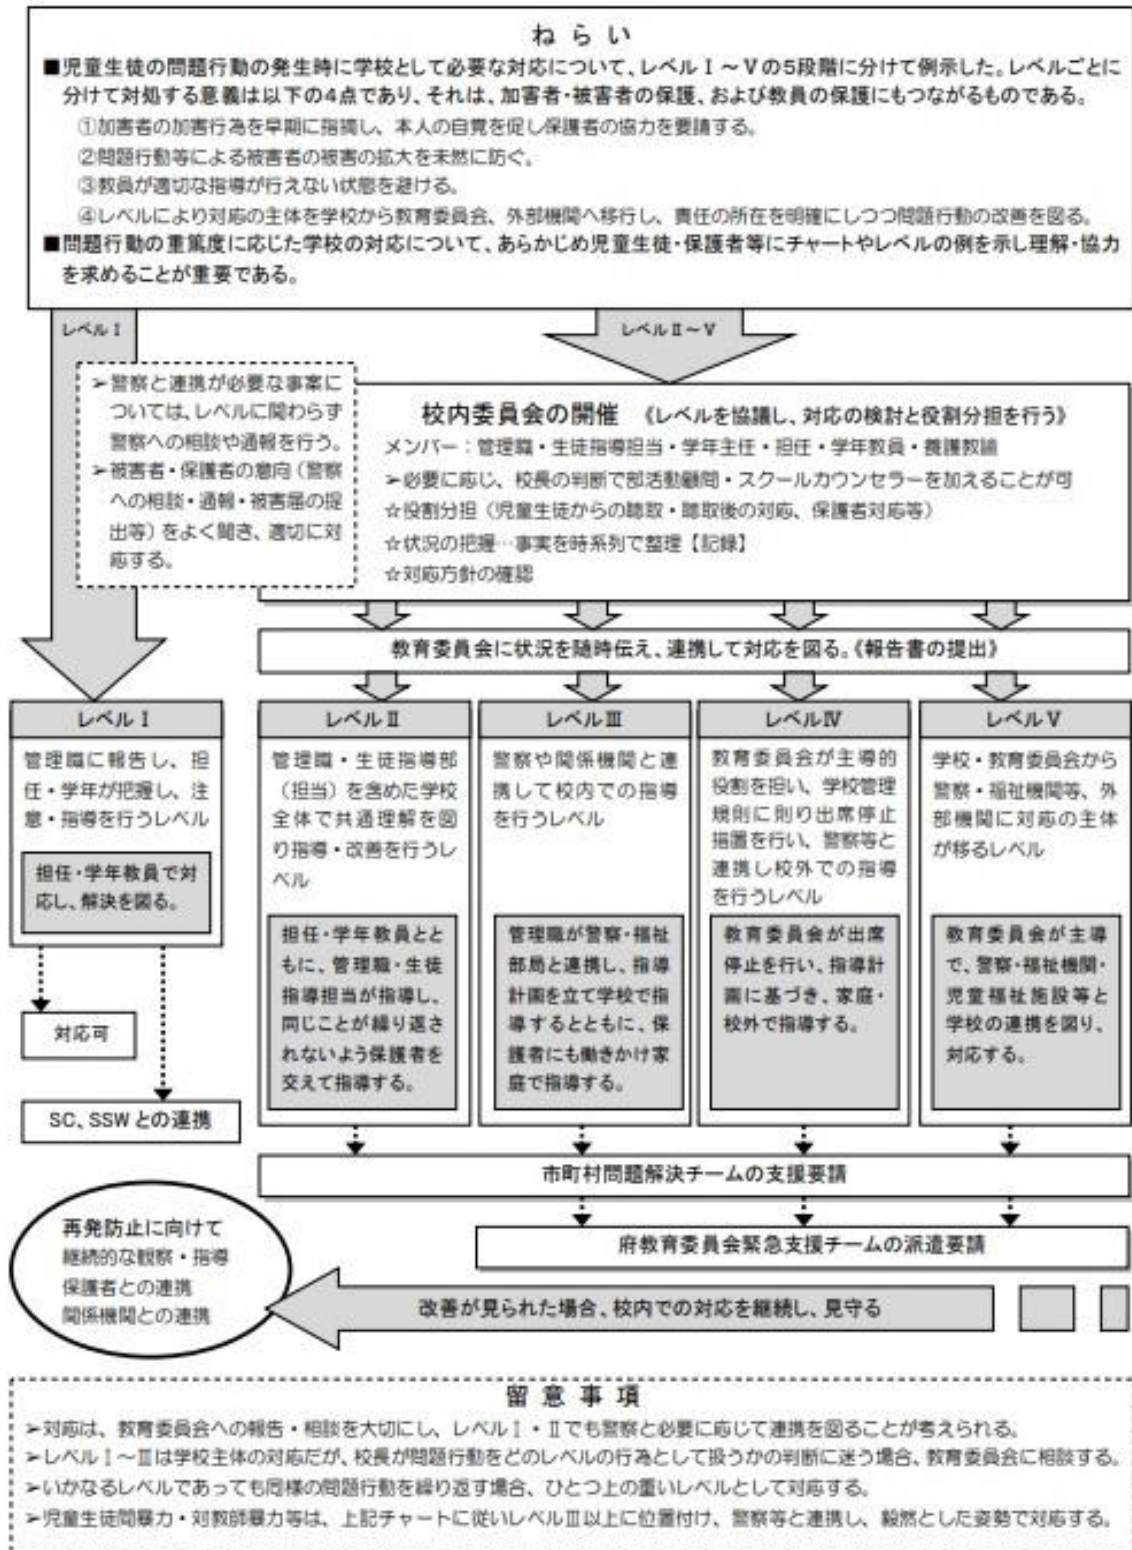 ねらい
■児童生徒の問題行動の発生時に学校として必要な対応について、レベルⅠ～Ⅴの5段階に分けて例示した。レベルごとに
分けて対処する意義は以下の4点であり、それは、加害者・被害者の保護、および教員の保護にもつながるものである。
①加害者の加害行為を早期に指摘し、本人の自覚を促し保護者の協力を要請する。
②問題行動等による被害者の被害の拡大を未然に防ぐ。
③教員が適切な指導が行えない状態を避ける。
④レベルにより対応の主体を学校から教育委員会、外部機関へ移行し、責任の所在を明確にしつつ問題行動の改善を図る。
■問題行動の重篤度に応じた学校の対応について、あらかじめ児童生徒・保護者等にチャートやレベルの例を示し理解・協力
を求めることが重要である。
レベルⅠ
レベルⅡ～Ⅴ
➢警察と連携が必要な事案に
ついては、レベルに関わらず
警察への相談や通報を行う。
➢被害者・保護者の意向（警察
への相談・通報・被害届の提
出等）をよく聞き、適切に対
応する。
校内委員会の開催 《レベルを協議し、対応の検討と役割分担を行う》
メンバー：管理職・生徒指導担当・学年主任・担任・学年教員・養護教諭
➢必要に応じ、校長の判断で部活動顧問・スクールカウンセラーを加えることが可
☆役割分担（児童生徒からの聴取・聴取後の対応、保護者対応等）
☆状況の把握…事実を時系列で整理【記録】
☆対応方針の確認
教育委員会に状況を随時伝え、連携して対応を図る。《報告書の提出》
レベルⅠ
管理職に報告し、担
任・学年が把握し、注
意・指導を行うレベル
担任・学年教員で対
応し、解決を図る。
対応可
SC、SSWとの連携
レベルⅡ
管理職・生徒指導部
（担当）を含めた学校
全体で共通理解を図
り指導・改善を行うレ
ベル
担任・学年教員とと
もに、管理職・生徒
指導担当が指導し、
同じことが繰り返さ
れないよう保護者を
交えて指導する。
レベルⅢ
警察や関係機関と連
携して校内での指導
を行うレベル
管理職が警察・福祉
部局と連携し、指導
計画を立て学校で指
導するとともに、保
護者にも働きかけ家
庭で指導する。
レベルⅣ
教育委員会が主導的
役割を担い、学校管理
規則に則り出席停止
措置を行い、警察等と
連携し校外での指導
を行うレベル
教育委員会が出席
停止を行い、指導計
画に基づき、家庭・
校外で指導する。
レベルⅤ
学校・教育委員会から
警察・福祉機関等、外
部機関に対応の主体
が移るレベル
教育委員会が主導
で、警察・福祉機関・
児童福祉施設等と
学校の連携を図り、
対応する。
市町村問題解決チームの支援要請
府教育委員会緊急支援チームの派遣要請
再発防止に向けて
継続的な観察・指導
保護者との連携
関係機関との連携
改善が見られた場合、校内での対応を継続し、見守る
留意事項
➢対応は、教育委員会への報告・相談を大切にし、レベルⅠ・Ⅱでも警察と必要に応じて連携を図ることが考えられる。
➢レベルⅠ～Ⅲは学校主体の対応だが、校長が問題行動をどのレベルの行為として扱うかの判断に迷う場合、教育委員会に相談する。
➢いかなるレベルであっても同様の問題行動を繰り返す場合、ひとつ上の重いレベルとして対応する。
➢児童生徒間暴力・対教師暴力等は、上記チャートに従いレベルⅢ以上に位置付け、警察等と連携し、毅然とした姿勢で対応する。